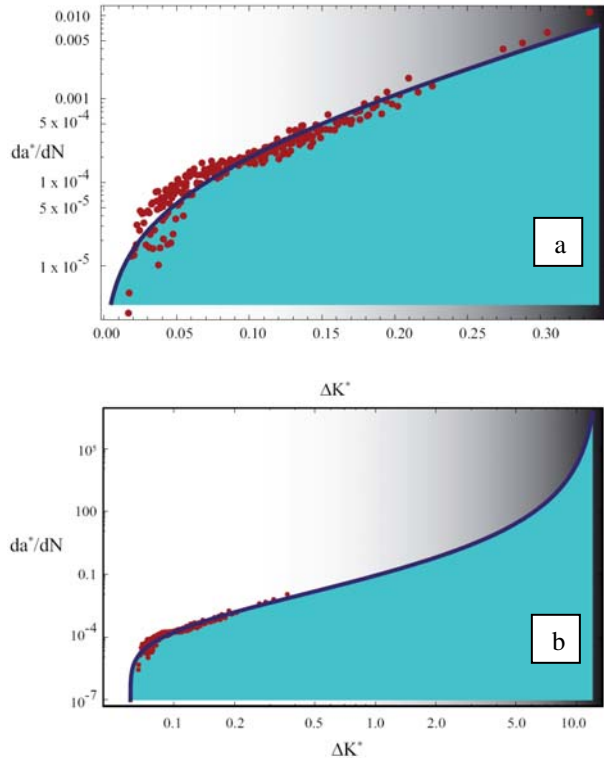 0.010
0.005
0.001
5 x 10⁻⁴
da*/dN
1 x 10⁻⁴
5 x 10⁻⁵
1 x 10⁻⁵
a
0.00 0.05 0.10 0.15 0.20 0.25 0.30
ΔK*
10⁵
100
da*/dN
0.1
10⁻⁴
b
10⁻⁷
0.1 0.2 0.5 1.0 2.0 5.0 10.0
ΔK*